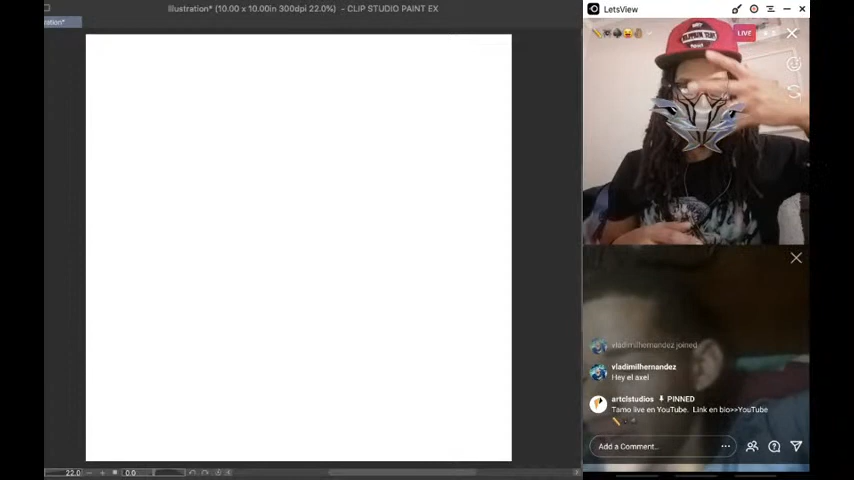 Illustration* (10.00 x 10.00in 300dpi 22.0%) - CLIP STUDIO PAINT EX
ration*
22.0
0.0
LetsView
LIVE
vladimilhernandez joined
vladimilhernandez
Hey el axel
artclstudios PINNED
Tamo live en YouTube. Link en bio>>YouTube
Add a Comment...